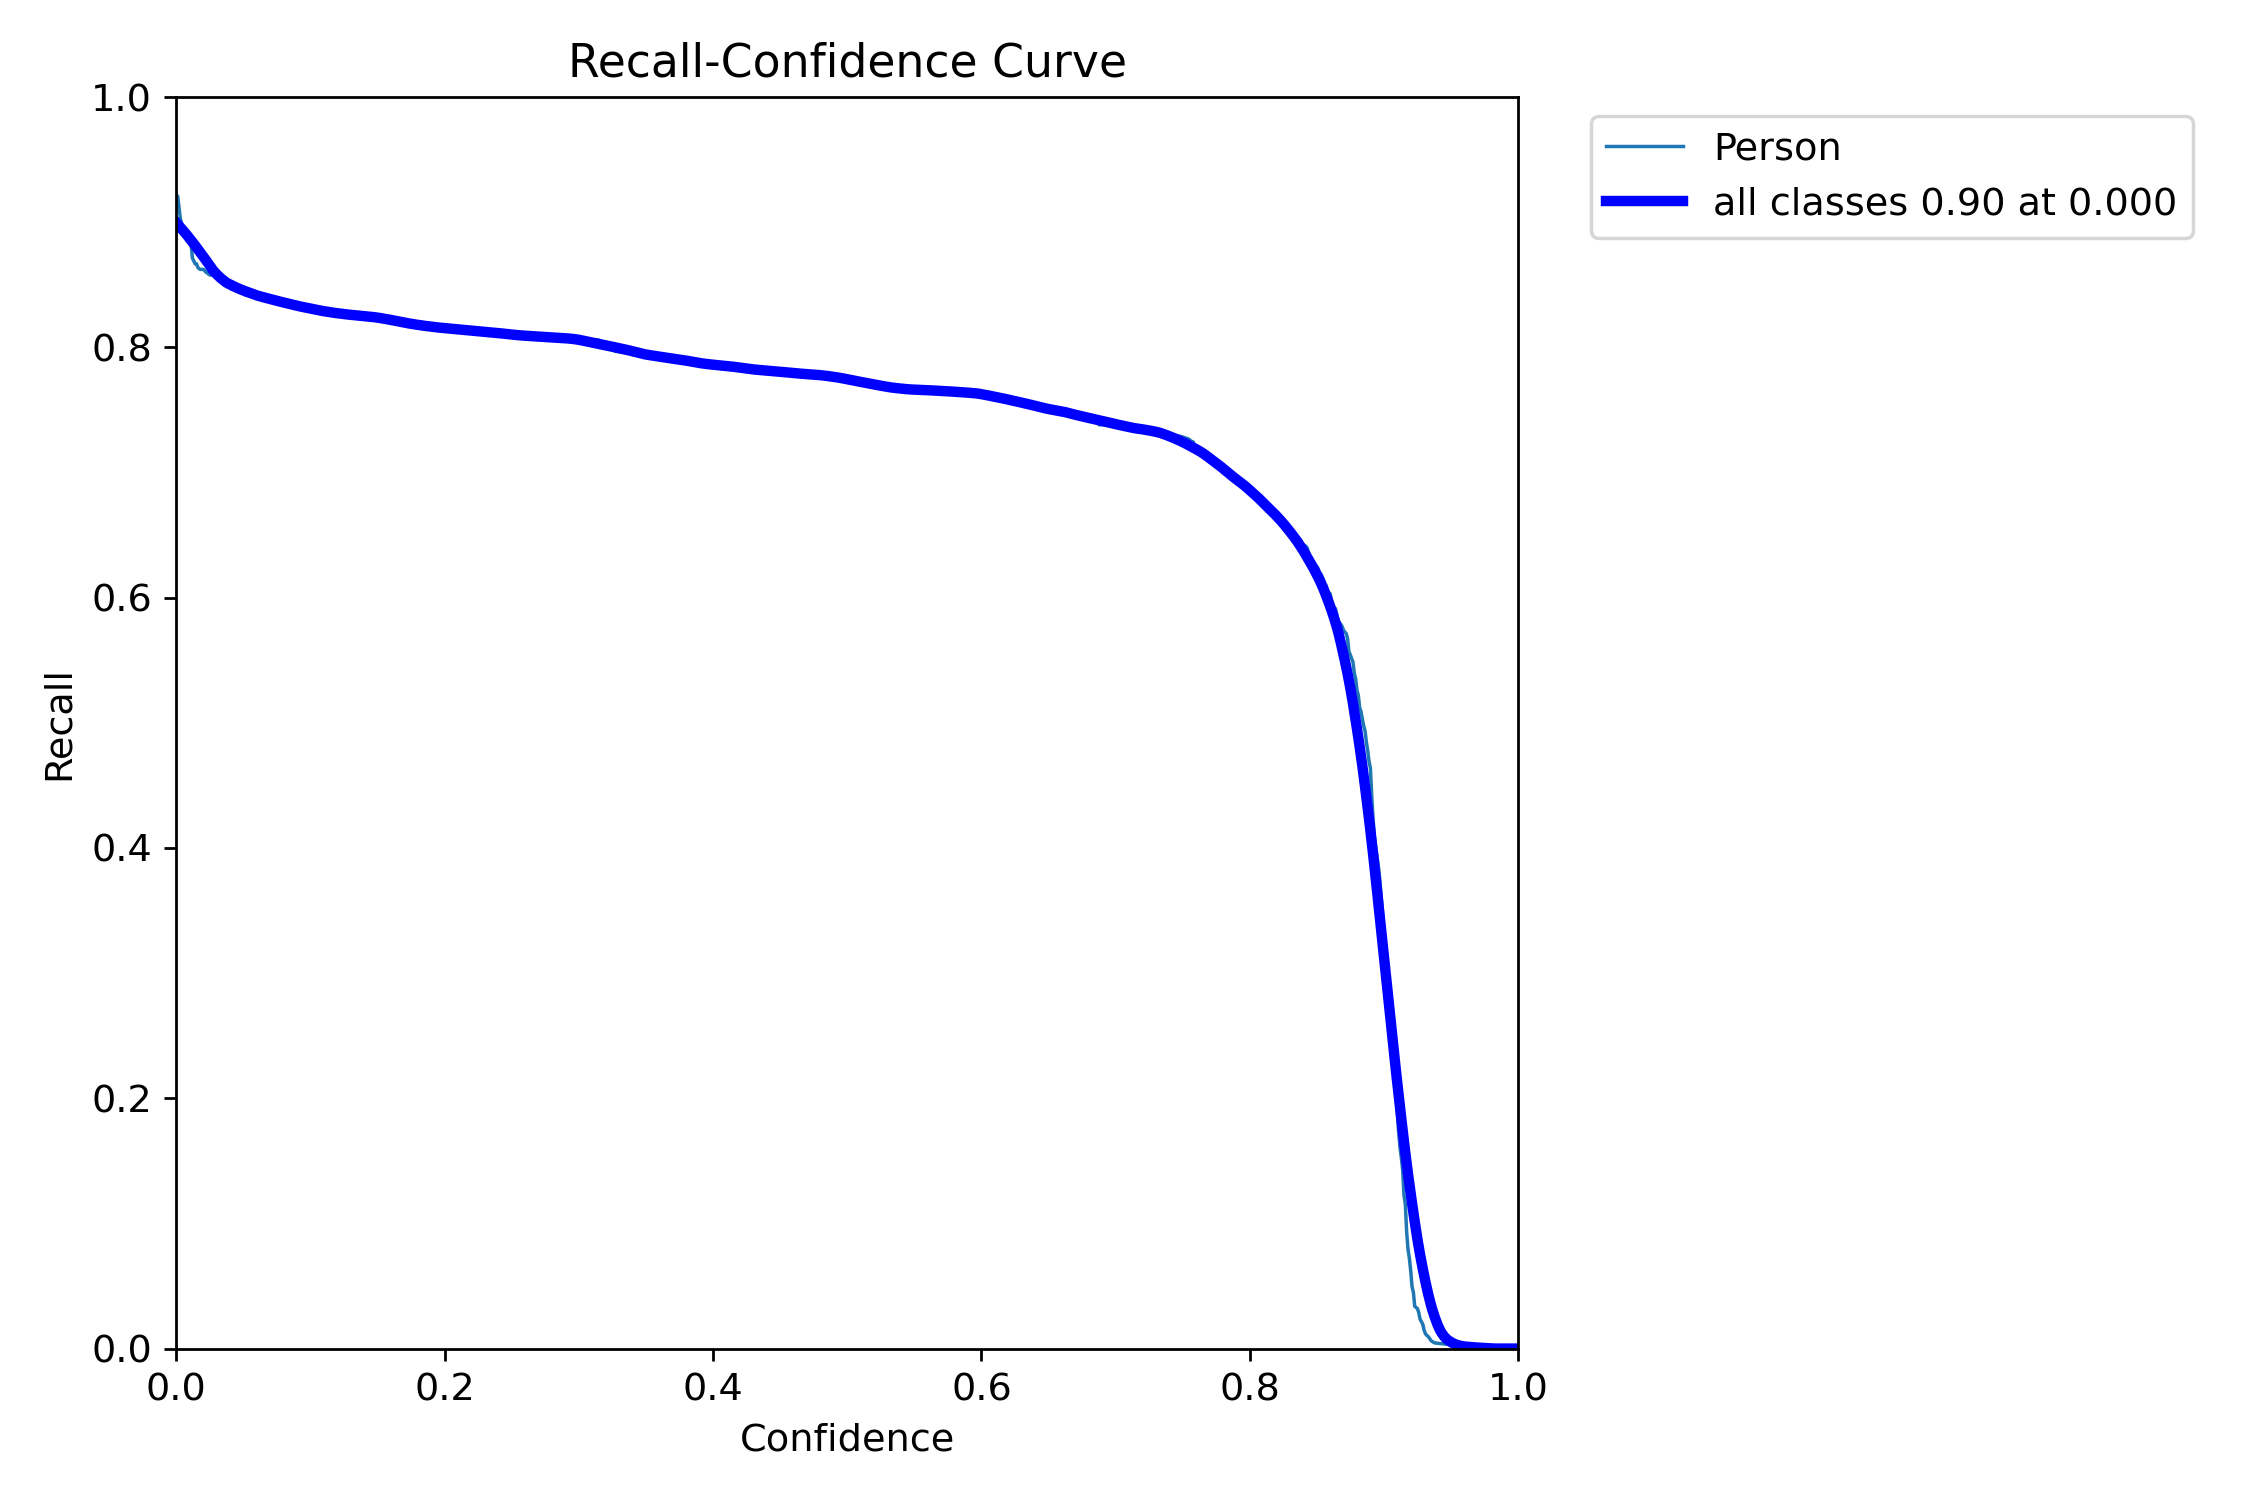 Recall-Confidence Curve
1.0
0.8
0.6
0.4
0.2
0.0
Recall
0.0 0.2 0.4 0.6 0.8 1.0
Confidence
Person
all classes 0.90 at 0.000